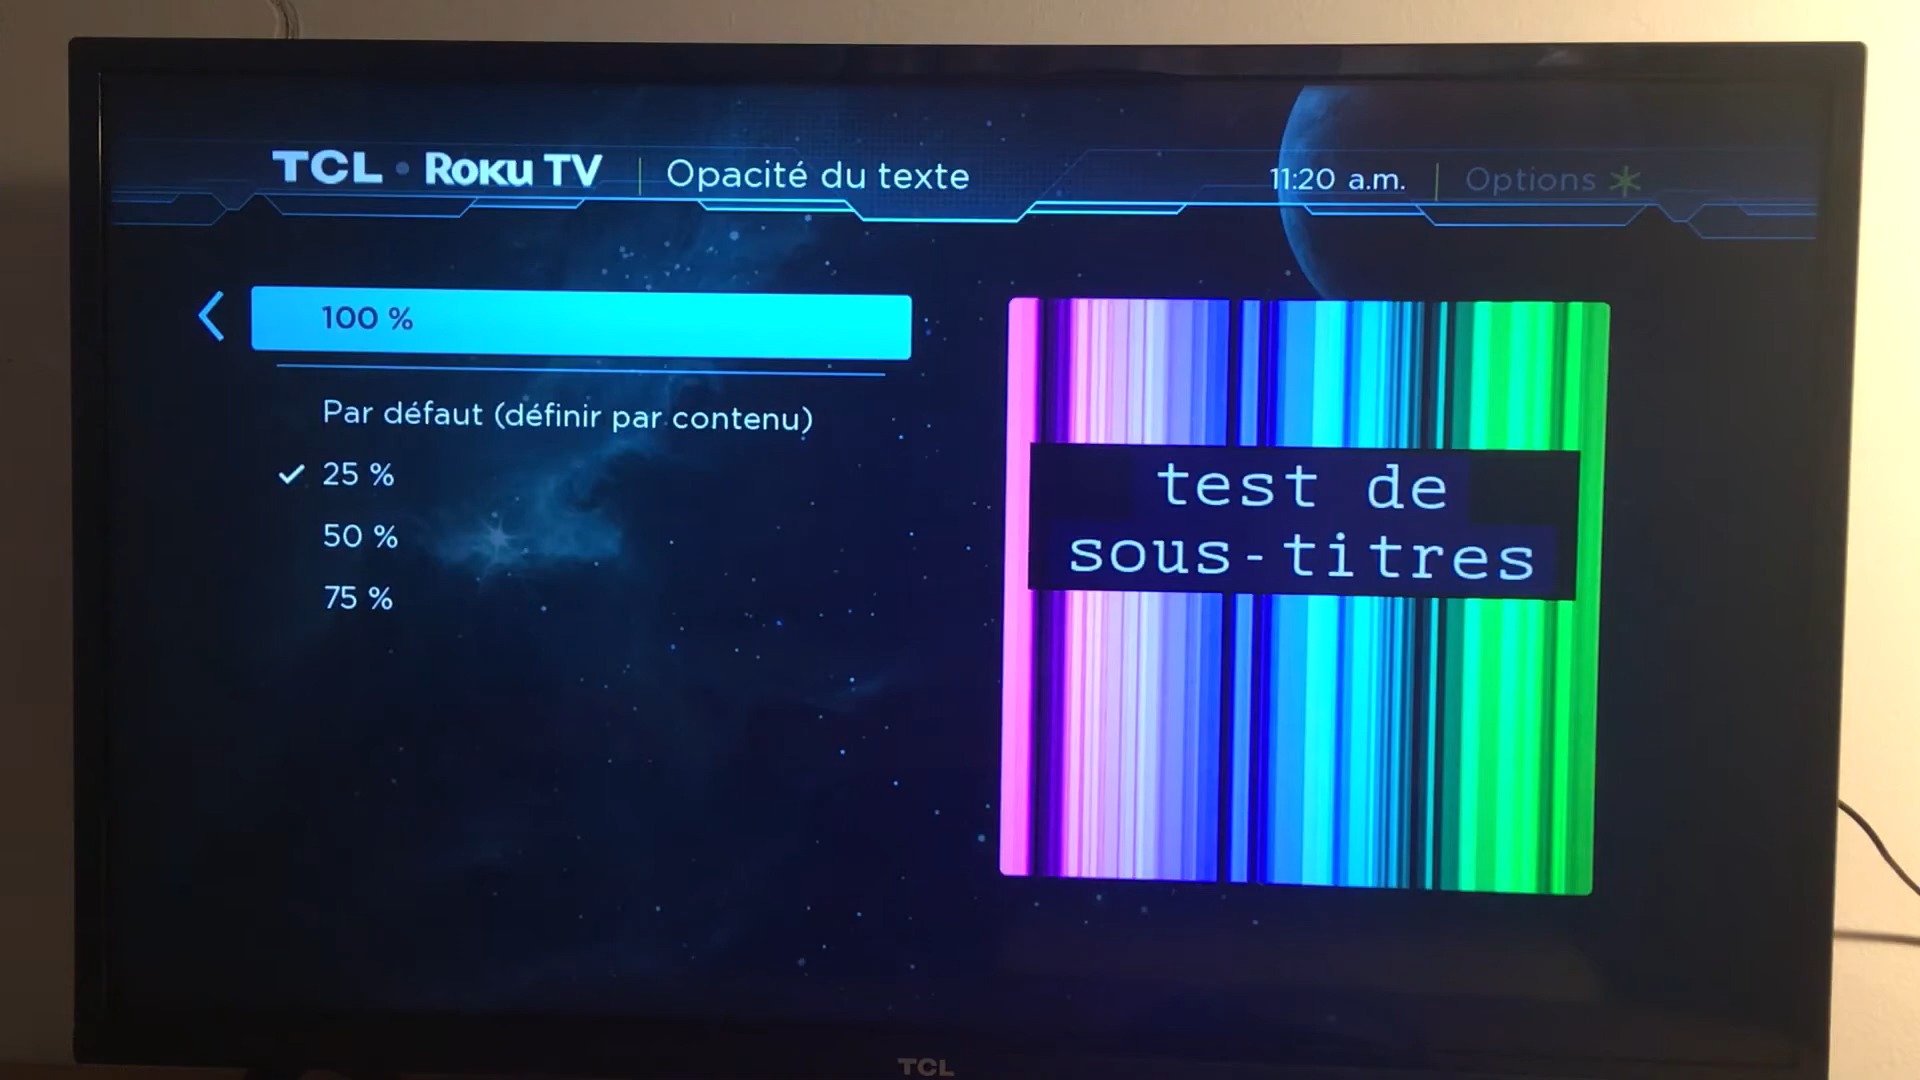 TCL • Roku TV | Opacité du texte
11:20 a.m. | Options
100 %
Par défaut (définir par contenu)
✓ 25 %
50 %
75 %
test de
sous-titres
TCL